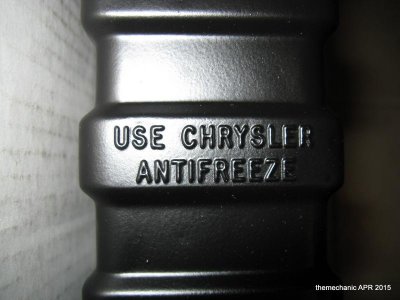 USE CHRYSLER
ANTIFREEZE
themechanic APR 2015